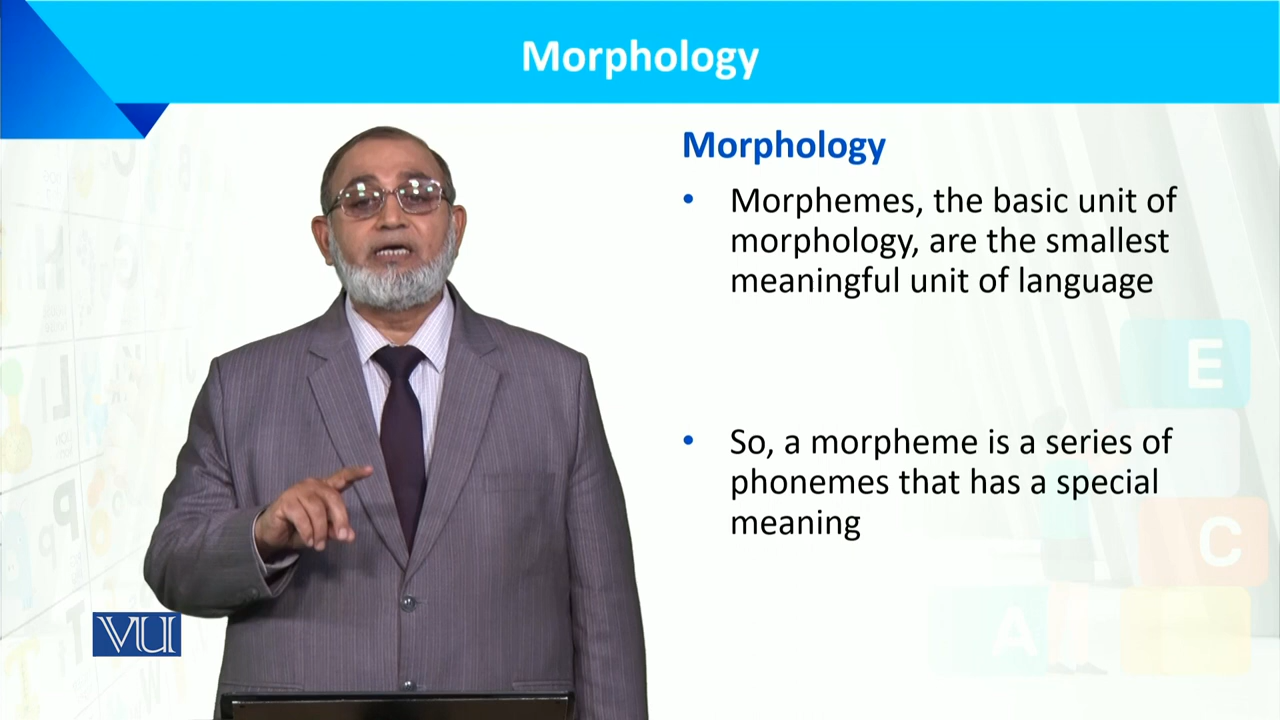 Morphology
Morphology
• Morphemes, the basic unit of
morphology, are the smallest
meaningful unit of language
• So, a morpheme is a series of
phonemes that has a special
meaning
E
C
A
VU